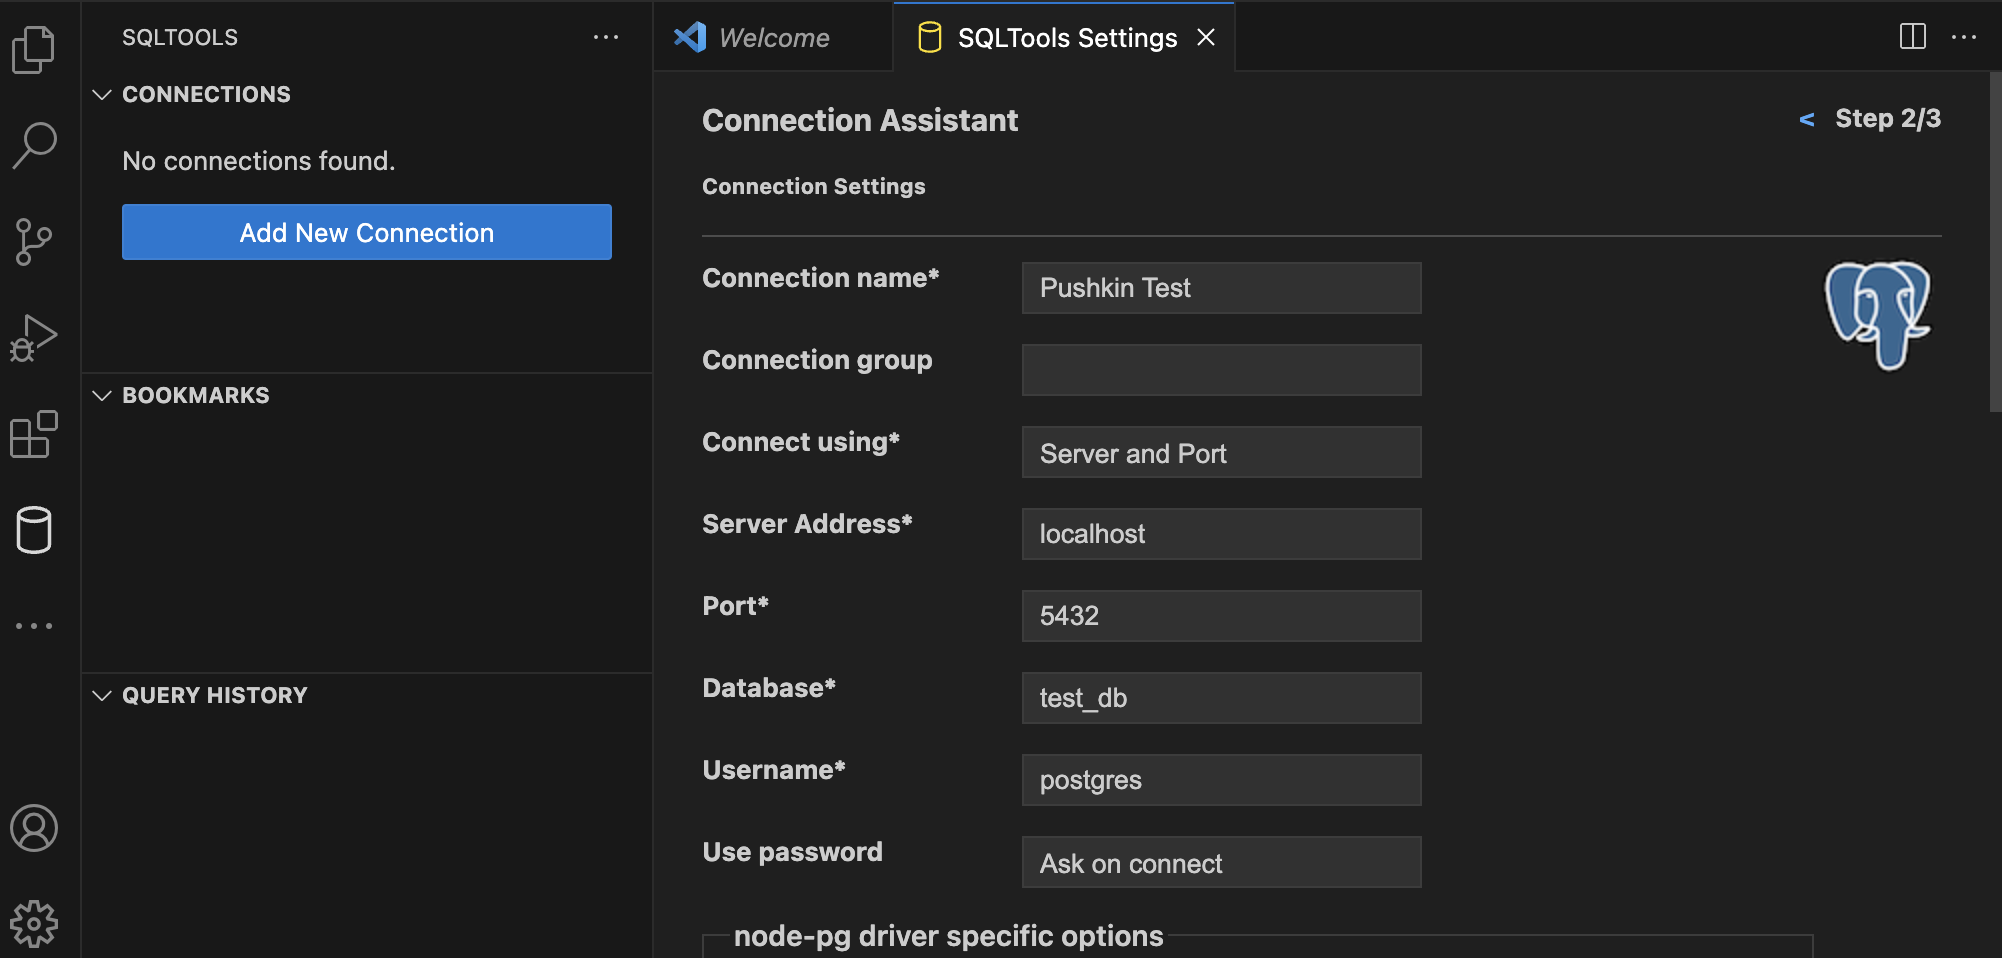 SQLTOOLS
CONNECTIONS
No connections found.
Add New Connection
BOOKMARKS
QUERY HISTORY
Welcome
SQLTools Settings
Connection Assistant
< Step 2/3
Connection Settings
Connection name* Pushkin Test
Connection group
Connect using* Server and Port
Server Address* localhost
Port* 5432
Database* test_db
Username* postgres
Use password Ask on connect
node-pg driver specific options